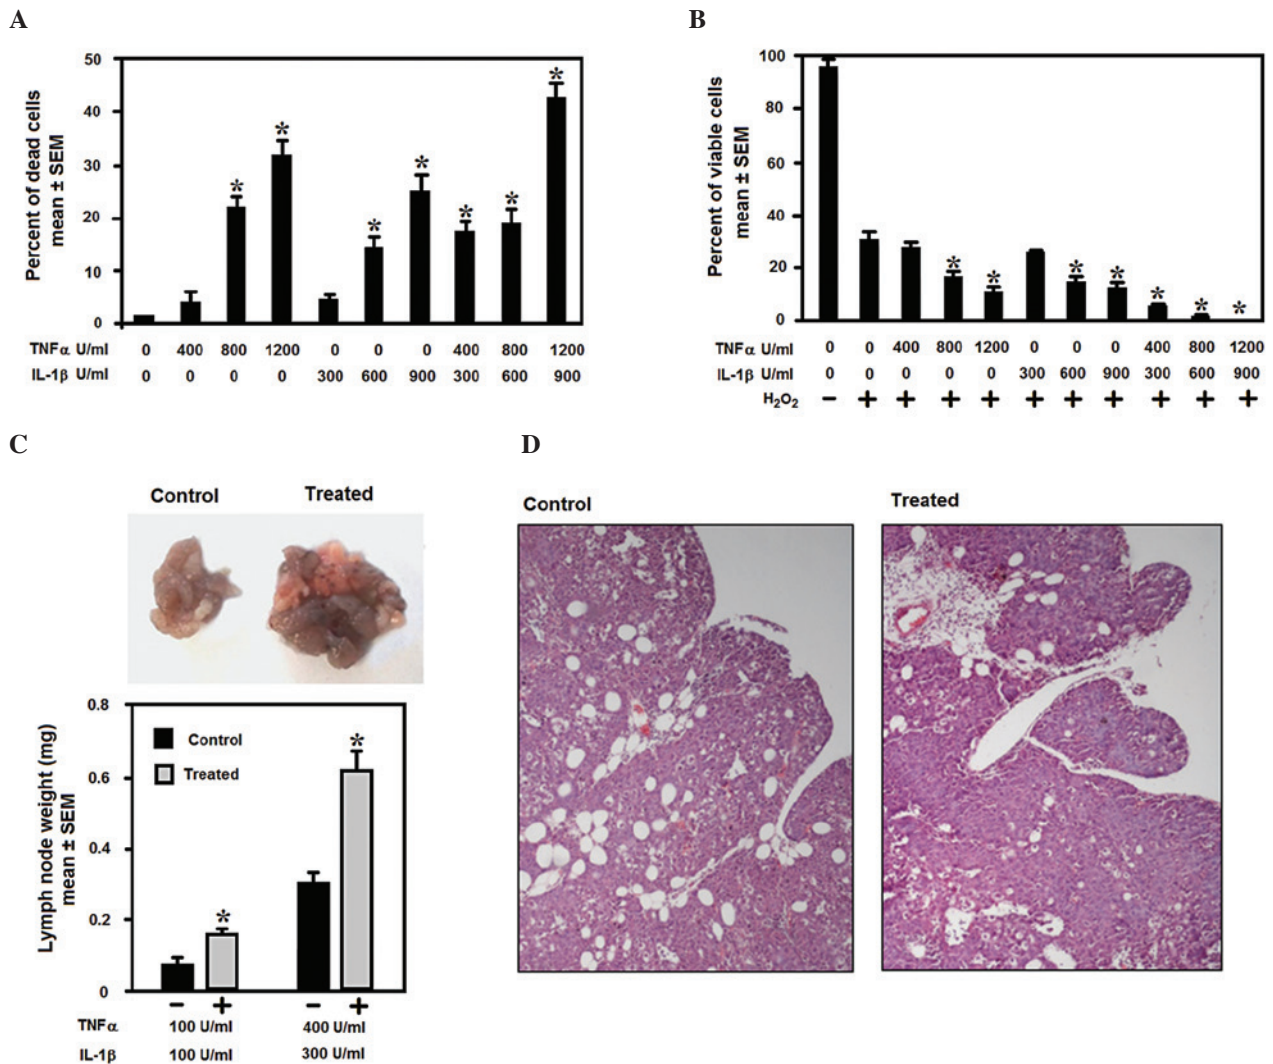 A
Percent of dead cells
mean ± SEM
50
40
30
20
10
0
* * * * * * *
TNFα U/ml 0 400 800 1200 0 0 0 400 800 1200
IL-1β U/ml 0 0 0 0 300 600 900 300 600 900
B
Percent of viable cells
mean ± SEM
100
80
60
40
20
0
* * * * * * *
TNFα U/ml 0 0 400 800 1200 0 0 0 400 800 1200
IL-1β U/ml 0 0 0 0 0 300 600 900 300 600 900
H₂O₂ − + + + + + + + + + +
C
Control Treated
Lymph node weight (mg)
mean ± SEM
0.8
0.6
0.4
0.2
0
Control
Treated
* *
− + − +
TNFα 100 U/ml 400 U/ml
IL-1β 100 U/ml 300 U/ml
D
Control Treated